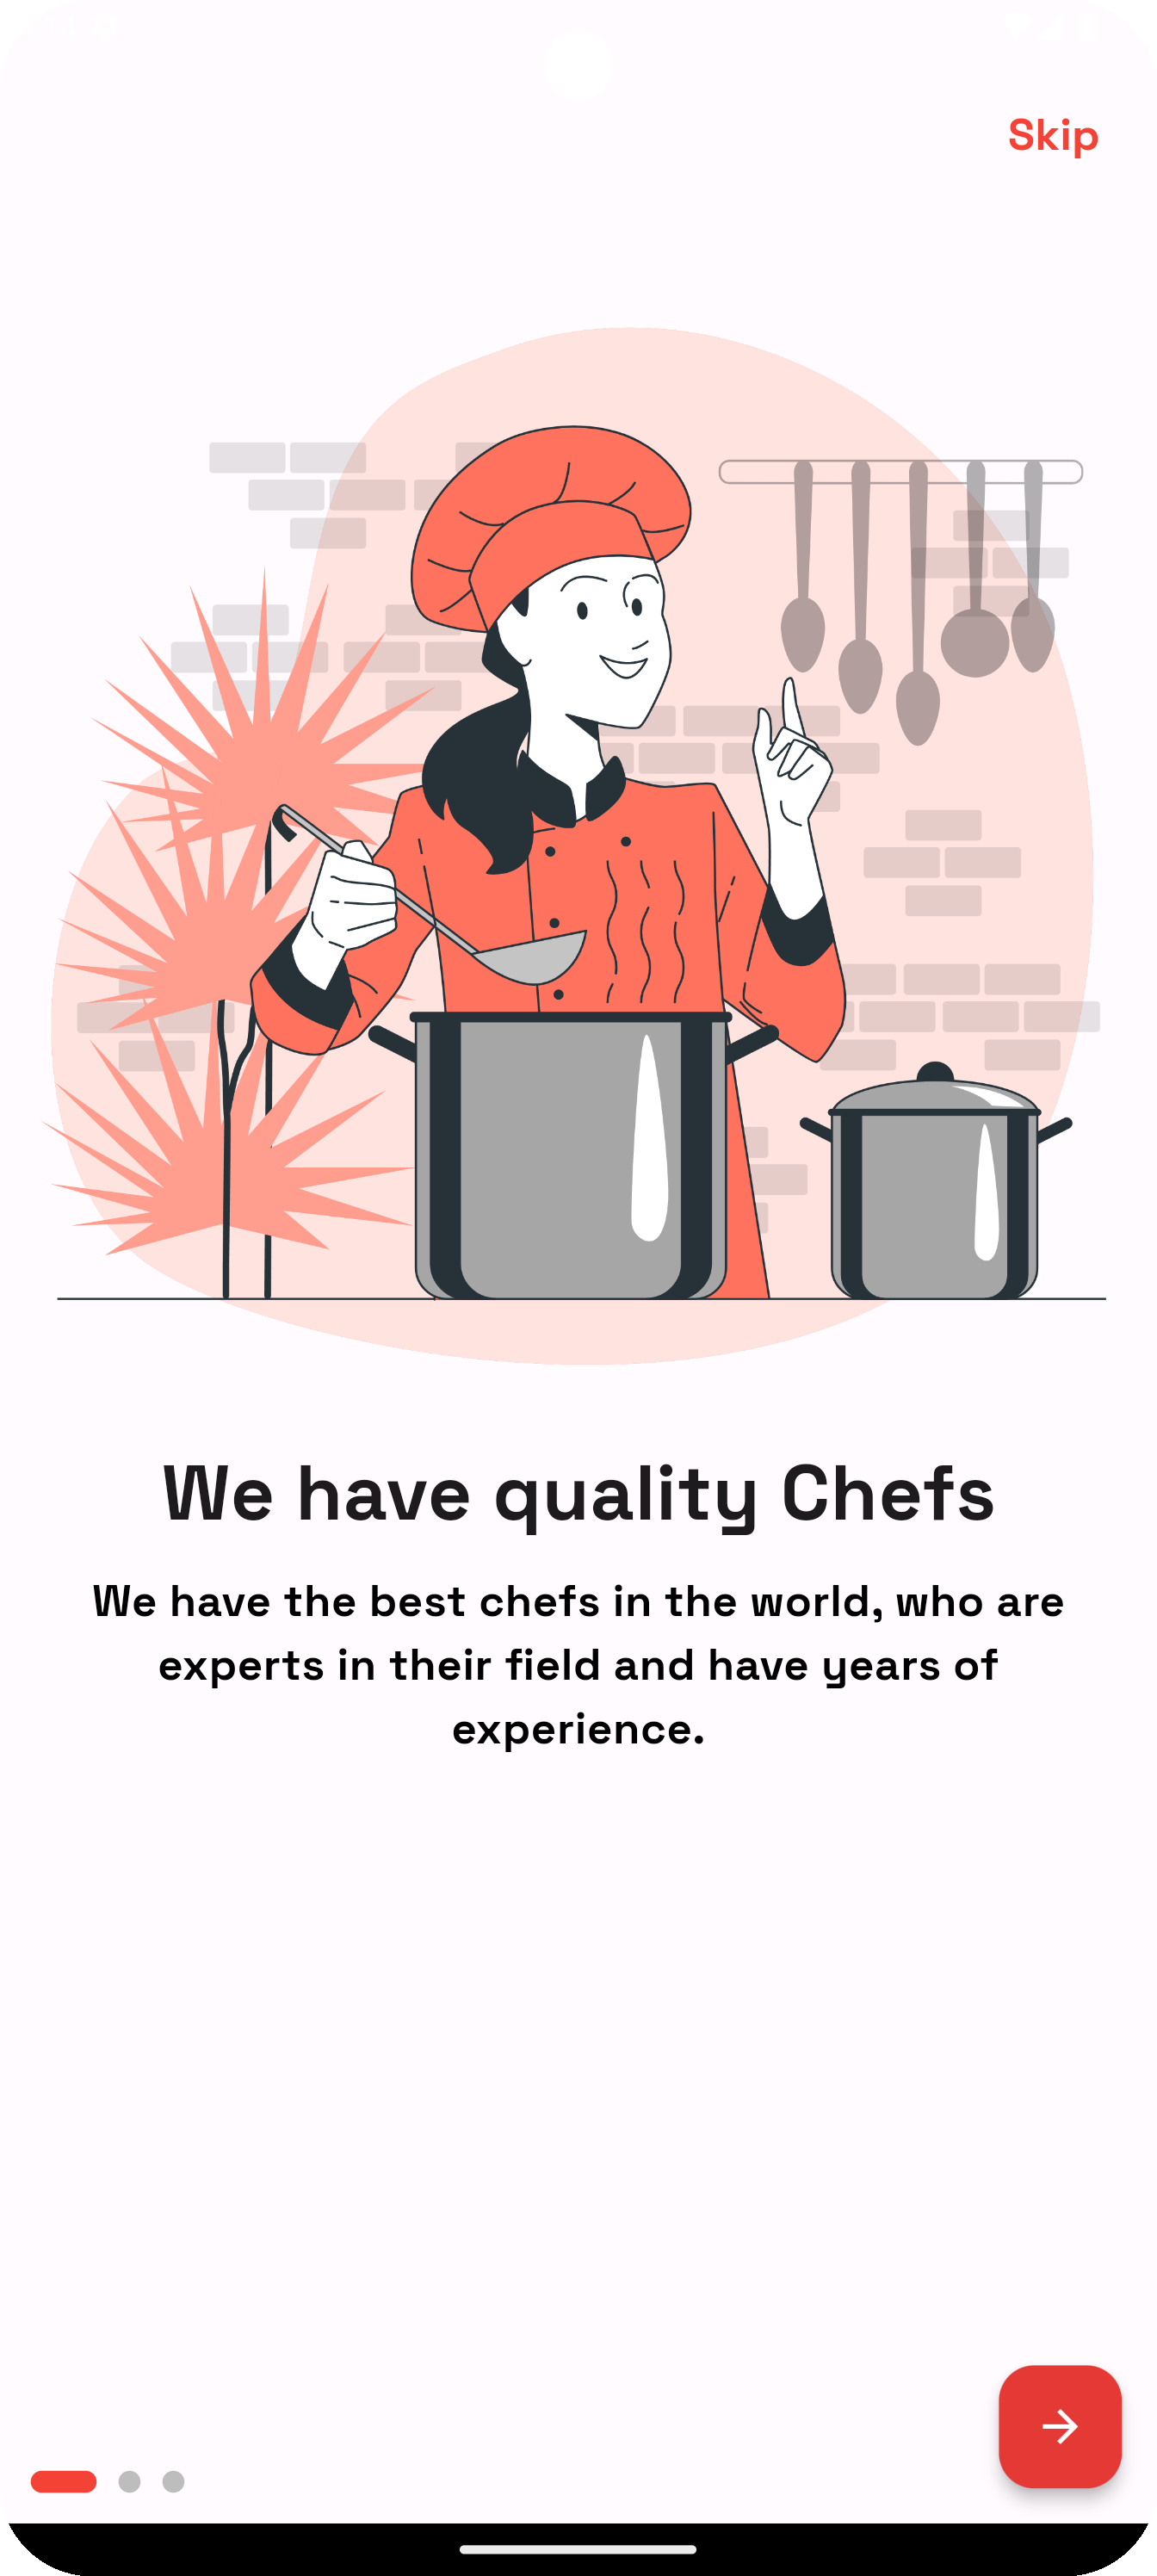 Skip
We have quality Chefs
We have the best chefs in the world, who are
experts in their field and have years of
experience.